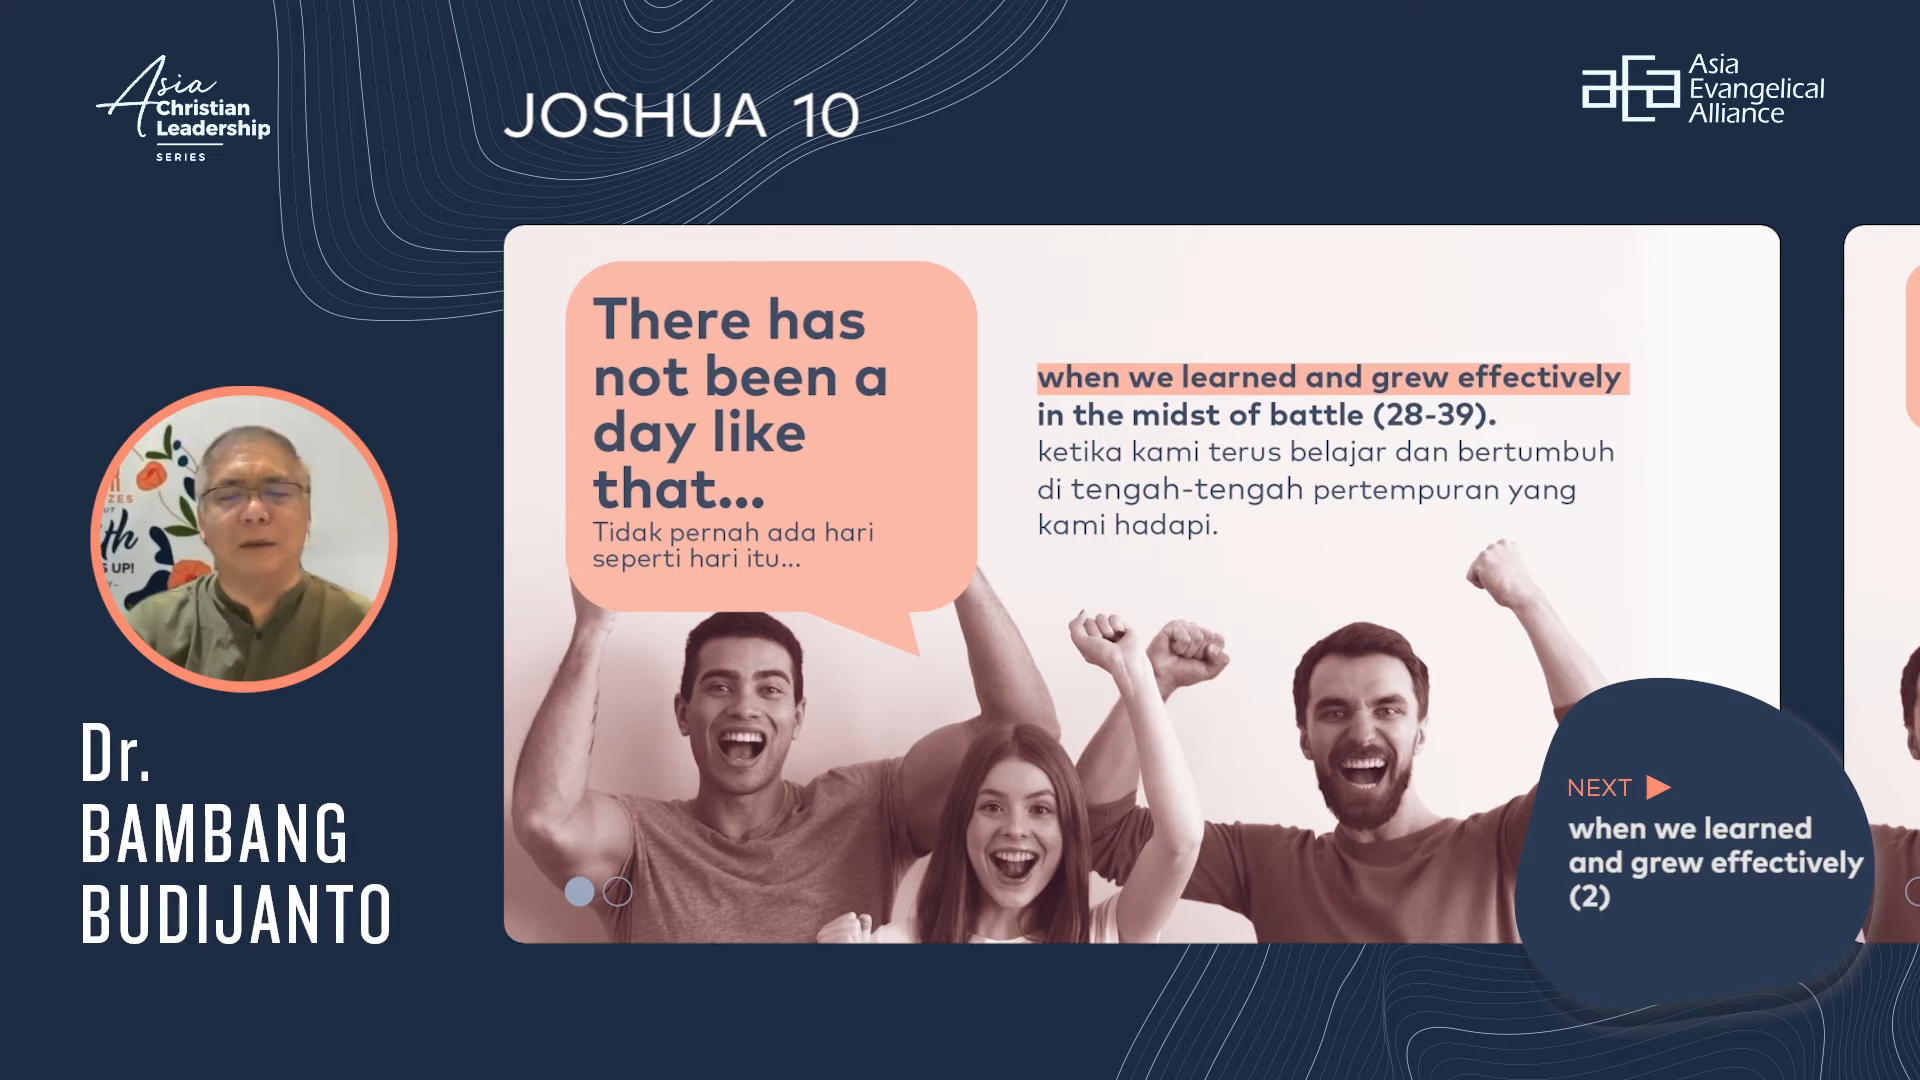 Asia
Christian
Leadership
SERIES
JOSHUA 10
aea
Asia
Evangelical
Alliance
There has
not been a
day like
that...
Tidak pernah ada hari
seperti hari itu...
when we learned and grew effectively
in the midst of battle (28-39).
ketika kami terus belajar dan bertumbuh
di tengah-tengah pertempuran yang
kami hadapi.
UP!
Dr.
BAMBANG
BUDIJANTO
NEXT
when we learned
and grew effectively
(2)